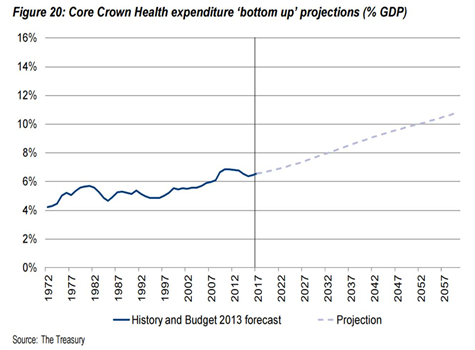 Figure 20: Core Crown Health expenditure ‘bottom up’ projections (% GDP)
16%
14%
12%
10%
8%
6%
4%
2%
0%
1972 1977 1982 1987 1992 1997 2002 2007 2012 2017 2022 2027 2032 2037 2042 2047 2052 2057
History and Budget 2013 forecast Projection
Source: The Treasury